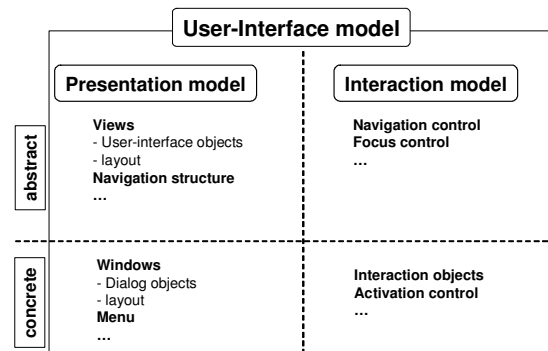 User-Interface model
Presentation model
Interaction model
abstract
Views
- User-interface objects
- layout
Navigation structure
...
Navigation control
Focus control
...
concrete
Windows
- Dialog objects
- layout
Menu
...
Interaction objects
Activation control
...